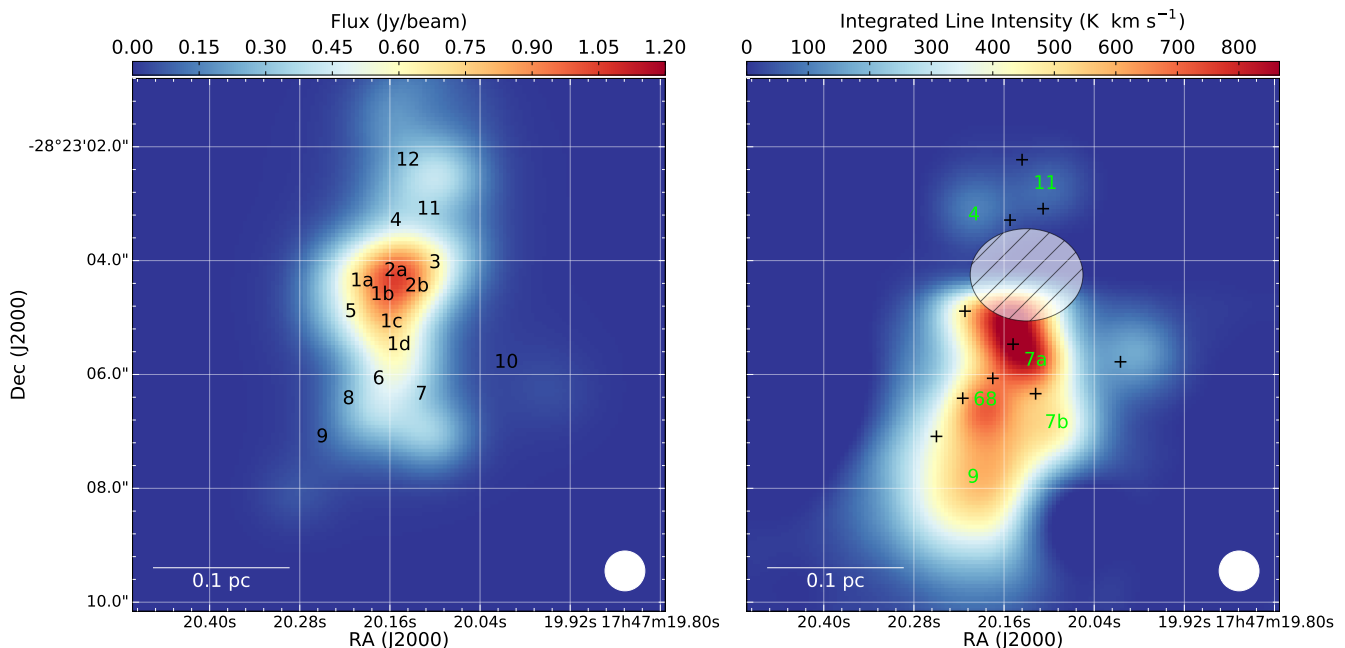 Flux (Jy/beam)
0.00 0.15 0.30 0.45 0.60 0.75 0.90 1.05 1.20
-28°23'02.0"
04.0"
06.0"
08.0"
10.0"
Dec (J2000)
12
11
4
3
2a
1a
2b
1b
5
1c
1d
10
6
7
8
9
0.1 pc
20.40s 20.28s 20.16s 20.04s 19.92s 17h47m19.80s
RA (J2000)
Integrated Line Intensity (K km s⁻¹)
0 100 200 300 400 500 600 700 800
11
4
7a
68
7b
9
0.1 pc
20.40s 20.28s 20.16s 20.04s 19.92s 17h47m19.80s
RA (J2000)